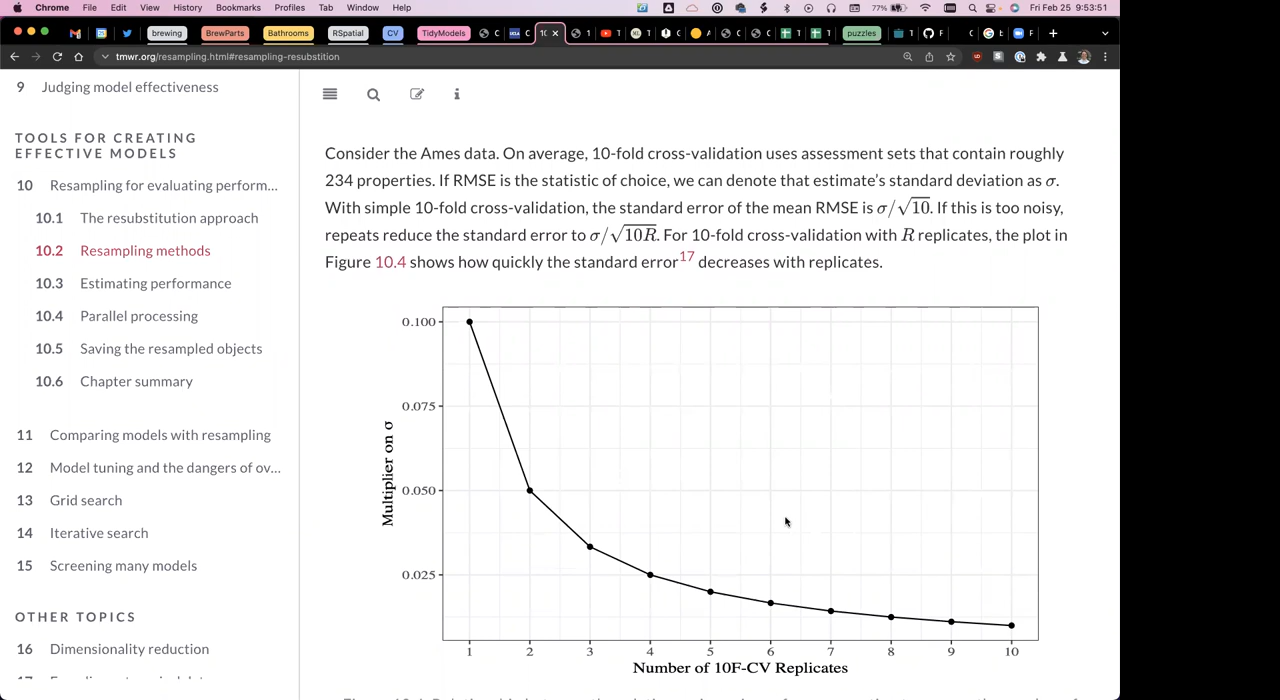 Chrome File Edit View History Bookmarks Profiles Tab Window Help 77% Fri Feb 25 9:53:51
brewing BrewParts Bathrooms RSpatial CV TidyModels puzzles
tmwr.org/resampling.html#resampling-resubstition
9 Judging model effectiveness
TOOLS FOR CREATING
EFFECTIVE MODELS
10 Resampling for evaluating perform...
10.1 The resubstitution approach
10.2 Resampling methods
10.3 Estimating performance
10.4 Parallel processing
10.5 Saving the resampled objects
10.6 Chapter summary
11 Comparing models with resampling
12 Model tuning and the dangers of ov...
13 Grid search
14 Iterative search
15 Screening many models
OTHER TOPICS
16 Dimensionality reduction
Consider the Ames data. On average, 10-fold cross-validation uses assessment sets that contain roughly
234 properties. If RMSE is the statistic of choice, we can denote that estimate's standard deviation as σ.
With simple 10-fold cross-validation, the standard error of the mean RMSE is σ/√10. If this is too noisy,
repeats reduce the standard error to σ/√10R. For 10-fold cross-validation with R replicates, the plot in
Figure 10.4 shows how quickly the standard error17 decreases with replicates.
Multiplier on σ
0.100
0.075
0.050
0.025
1 2 3 4 5 6 7 8 9 10
Number of 10F-CV Replicates